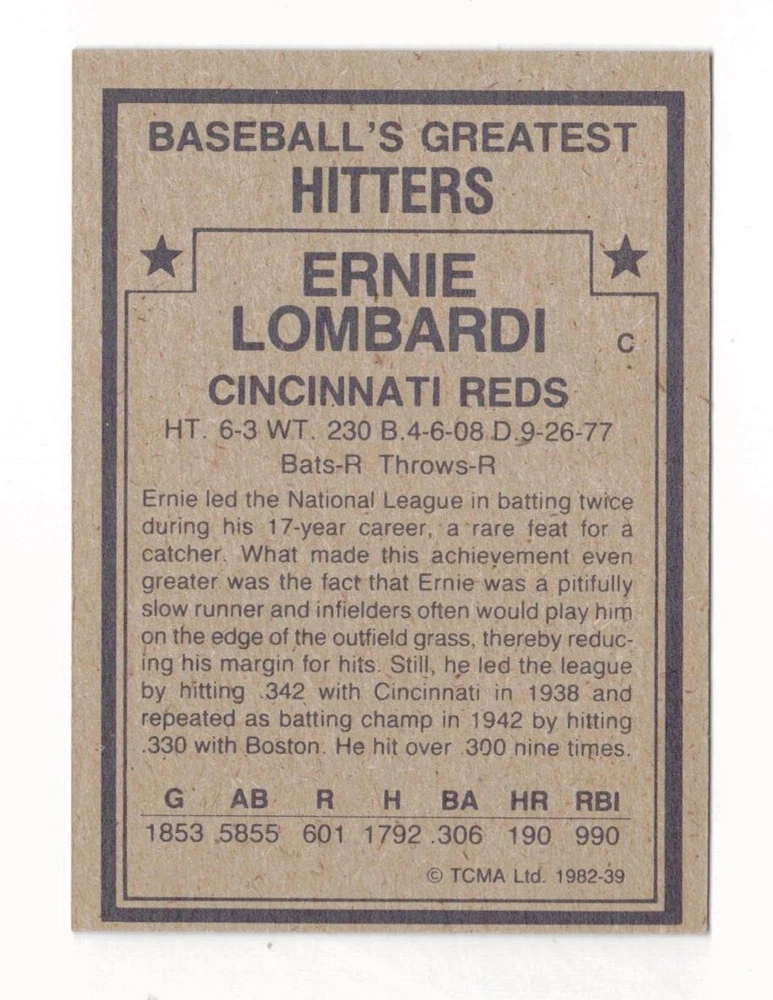 BASEBALL'S GREATEST
HITTERS
ERNIE
LOMBARDI
C
CINCINNATI REDS
HT. 6-3 WT. 230 B.4-6-08 D.9-26-77
Bats-R Throws-R
Ernie led the National League in batting twice
during his 17-year career, a rare feat for a
catcher. What made this achievement even
greater was the fact that Ernie was a pitifully
slow runner and infielders often would play him
on the edge of the outfield grass, thereby reduc-
ing his margin for hits. Still, he led the league
by hitting .342 with Cincinnati in 1938 and
repeated as batting champ in 1942 by hitting
.330 with Boston. He hit over .300 nine times.
G AB R H BA HR RBI
1853 5855 601 1792 .306 190 990
© TCMA Ltd. 1982-39